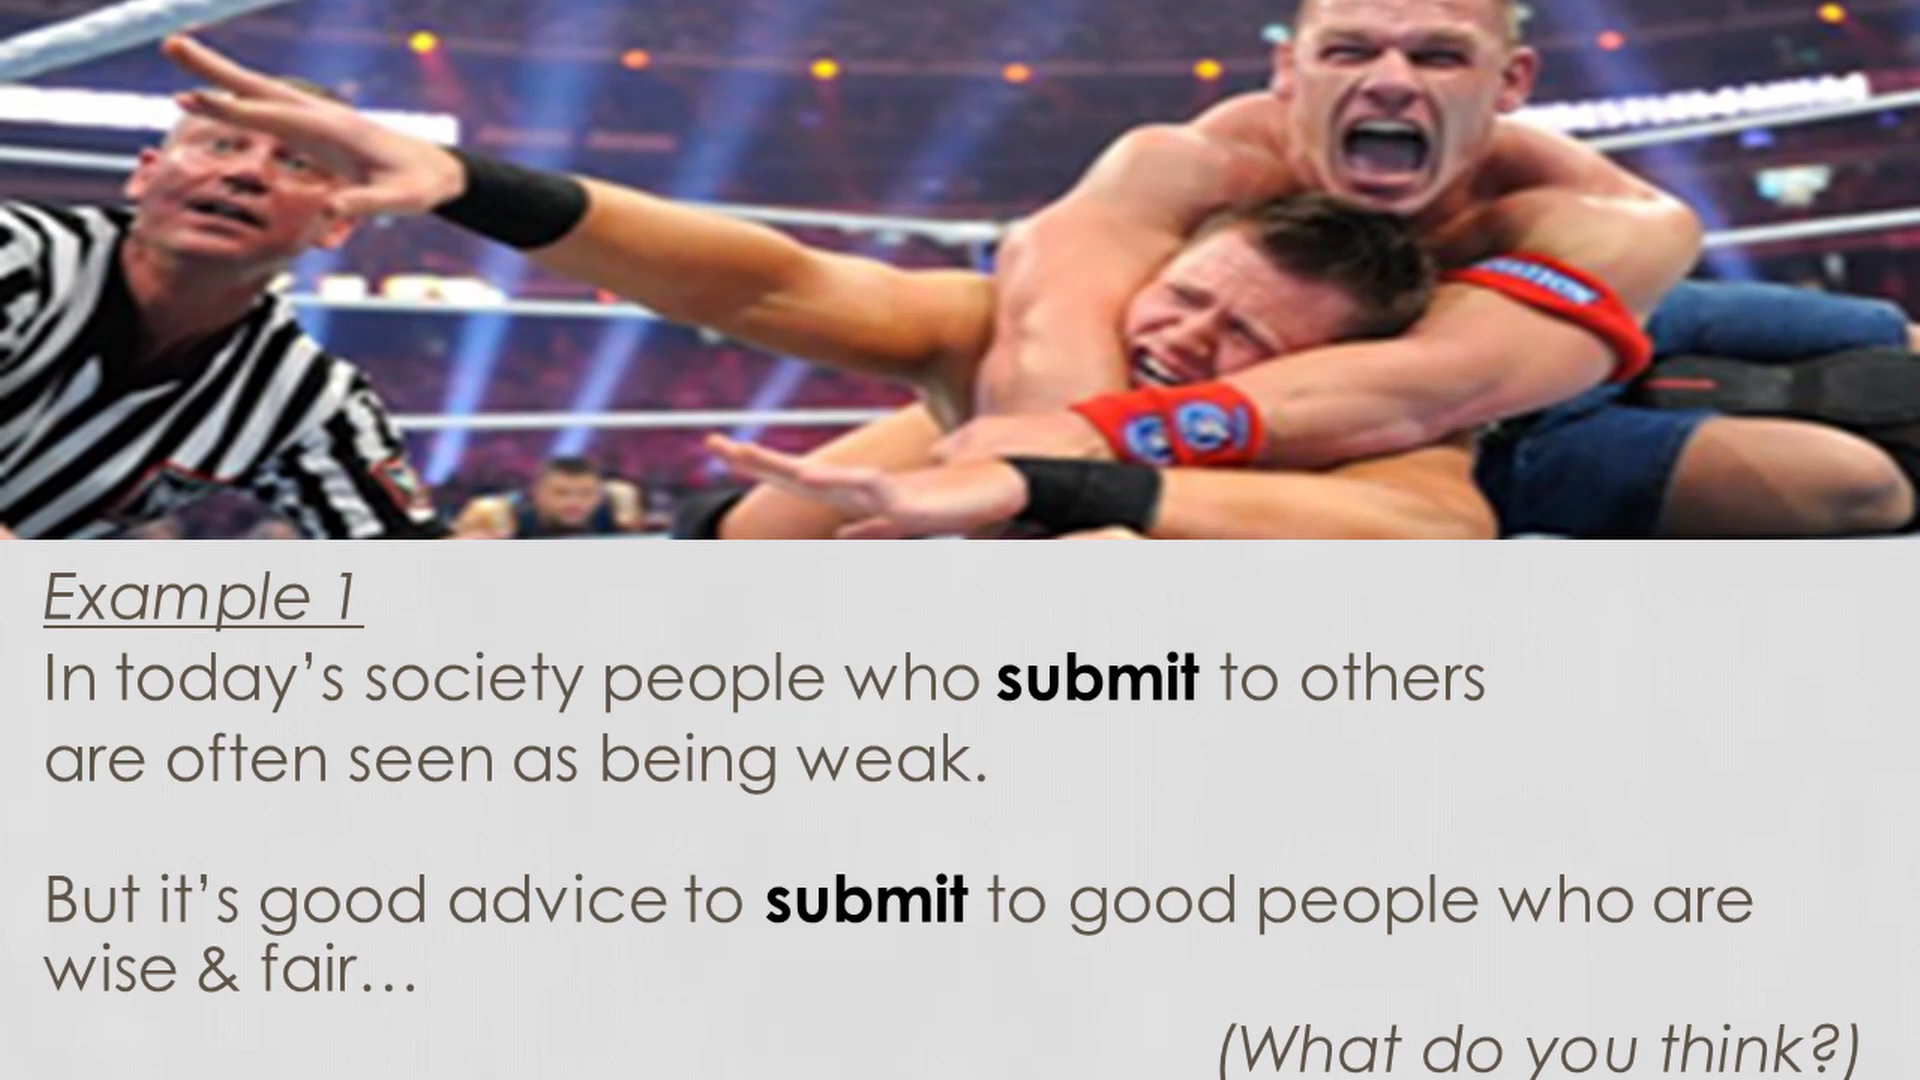 Example 1
In today’s society people who submit to others
are often seen as being weak.
But it’s good advice to submit to good people who are
wise & fair…
(What do you think?)